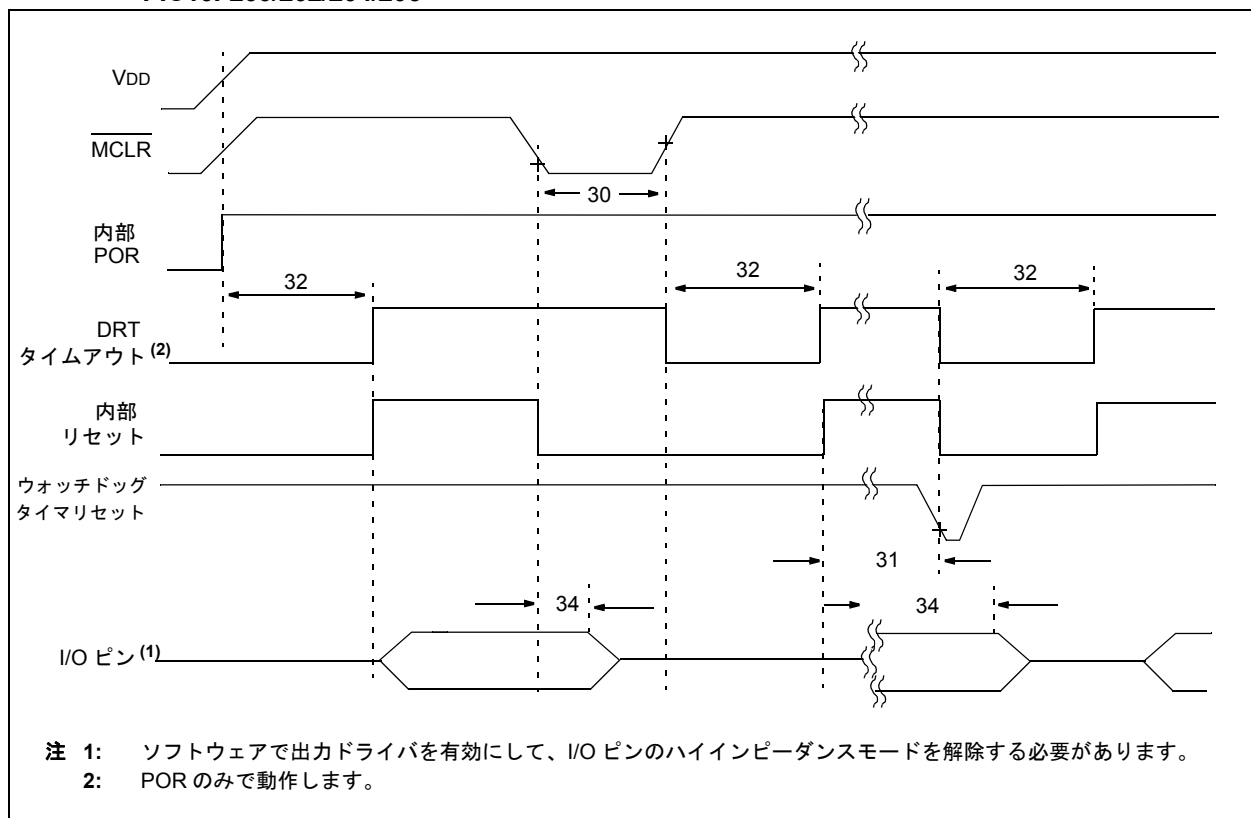 VDD
MCLR
30
内部
POR
32
32
32
DRT
タイムアウト(2)
内部
リセット
ウォッチドッグ
タイマリセット
31
34
34
I/O ピン(1)
注 1: ソフトウェアで出力ドライバを有効にして、I/O ピンのハイインピーダンスモードを解除する必要があります。
2: POR のみで動作します。